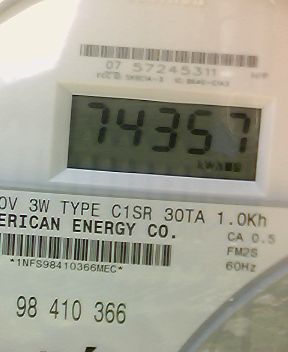 07 57245311
74357
kWh
0V 3W TYPE C1SR 30TA 1.0Kh
ERICAN ENERGY CO.
CA 0.5
*1NFS98410366MEC*
FM2S
60Hz
98 410 366